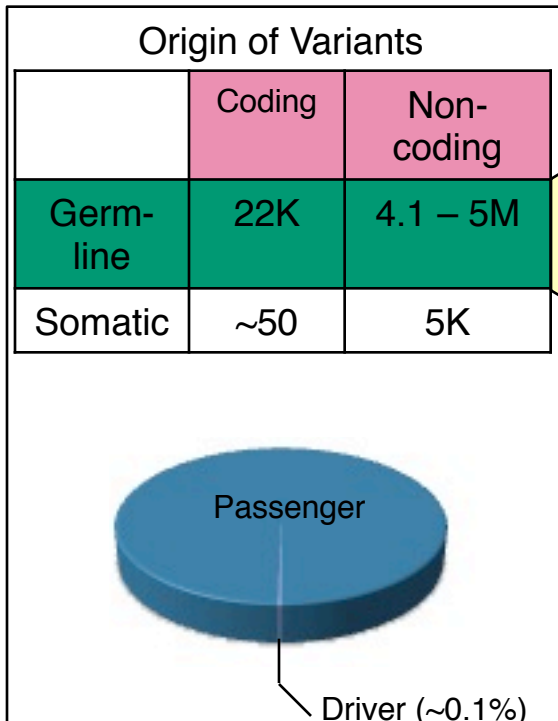 Origin of Variants
Coding
Non-
coding
Germ-
line
22K
4.1 – 5M
Somatic
~50
5K
Passenger
Driver (~0.1%)